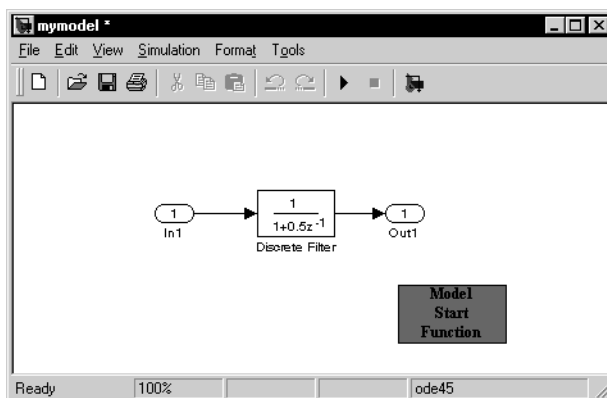 mymodel *
File Edit View Simulation Format Tools
1
In1
1
1+0.5z-1
Discrete Filter
1
Out1
Model
Start
Function
Ready 100% ode45